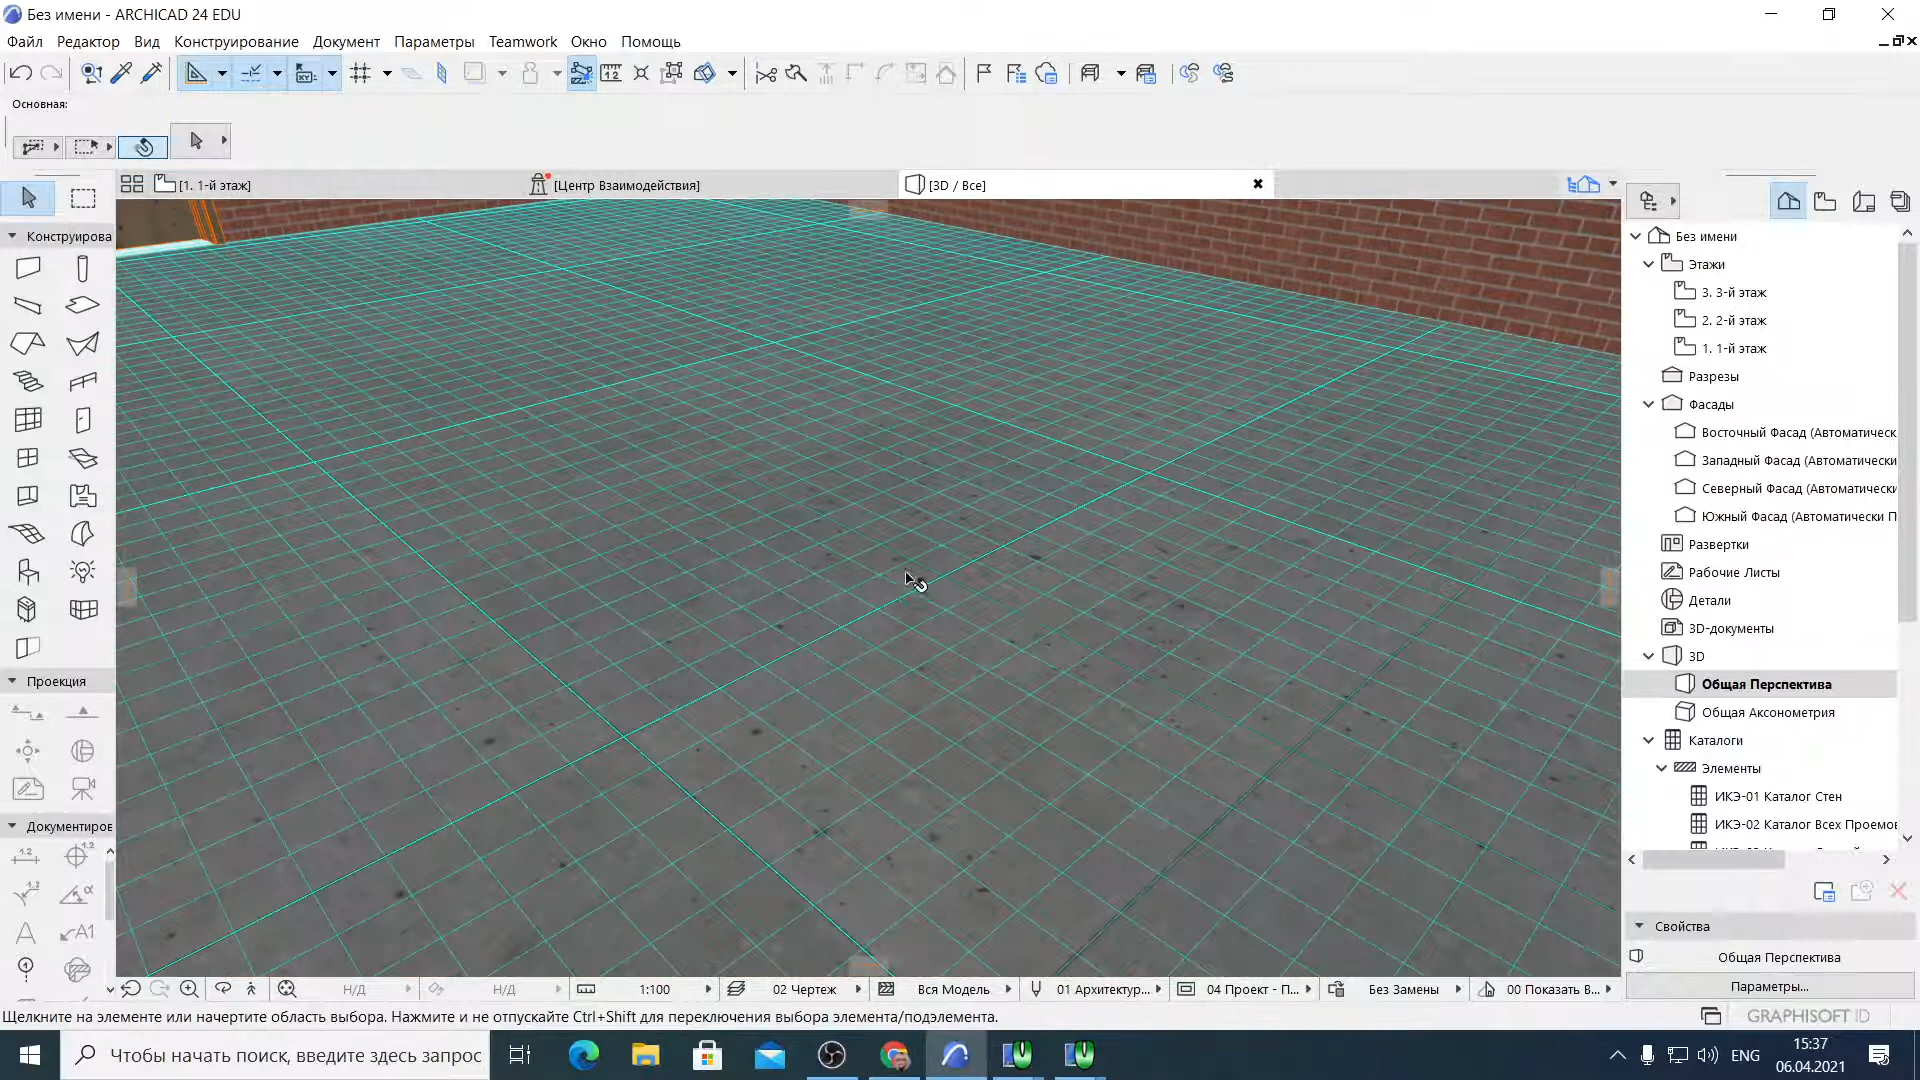 Без имени - ARCHICAD 24 EDU
Файл Редактор Вид Конструирование Документ Параметры Teamwork Окно Помощь
Основная:
[1. 1-й этаж]
[Центр Взаимодействия]
[3D / Все]
Конструирова
Проекция
Документиров
Без имени
Этажи
3. 3-й этаж
2. 2-й этаж
1. 1-й этаж
Разрезы
Фасады
Восточный Фасад (Автоматическ
Западный Фасад (Автоматически
Северный Фасад (Автоматическ
Южный Фасад (Автоматически П
Развертки
Рабочие Листы
Детали
3D-документы
3D
Общая Перспектива
Общая Аксонометрия
Каталоги
Элементы
ИКЭ-01 Каталог Стен
ИКЭ-02 Каталог Всех Проемов
Свойства
Общая Перспектива
Параметры...
Н/Д
Н/Д
1:100
02 Чертеж
Вся Модель
01 Архитектур...
04 Проект - П...
Без Замены
00 Показать В...
Щелкните на элементе или начертите область выбора. Нажмите и не отпускайте Ctrl+Shift для переключения выбора элемента/подэлемента.
GRAPHISOFT ID
Чтобы начать поиск, введите здесь запрос
ENG
15:37
06.04.2021